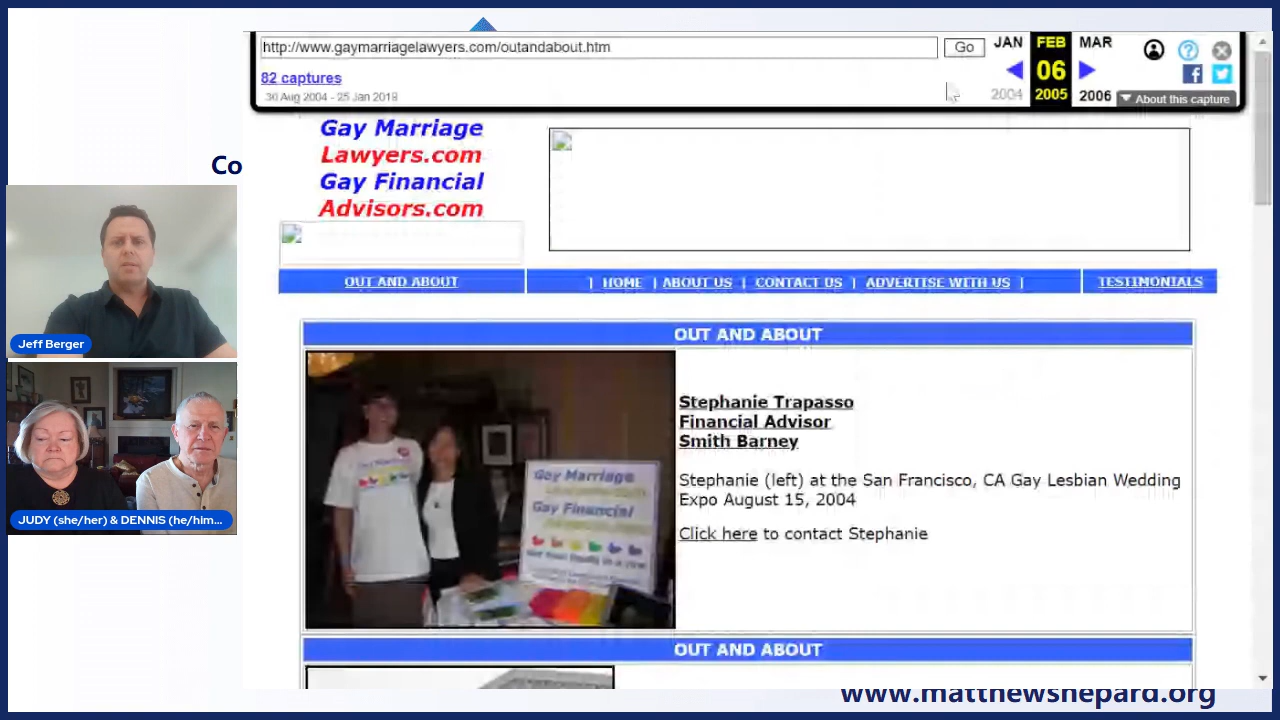 http://www.gaymarriagelawyers.com/outandabout.htm
Go
JAN
FEB
MAR
82 captures
06
30 Aug 2004 - 25 Jan 2018
2004
2005
2006
About this capture
Gay Marriage
Lawyers.com
Gay Financial
Advisors.com
Co
OUT AND ABOUT
| HOME | ABOUT US | CONTACT US | ADVERTISE WITH US |
TESTIMONIALS
OUT AND ABOUT
Stephanie Trapasso
Financial Advisor
Smith Barney
Stephanie (left) at the San Francisco, CA Gay Lesbian Wedding
Expo August 15, 2004
Click here to contact Stephanie
Gay Marriage
Gay Financial
Jeff Berger
JUDY (she/her) & DENNIS (he/him...
OUT AND ABOUT
www.matthewshepard.org